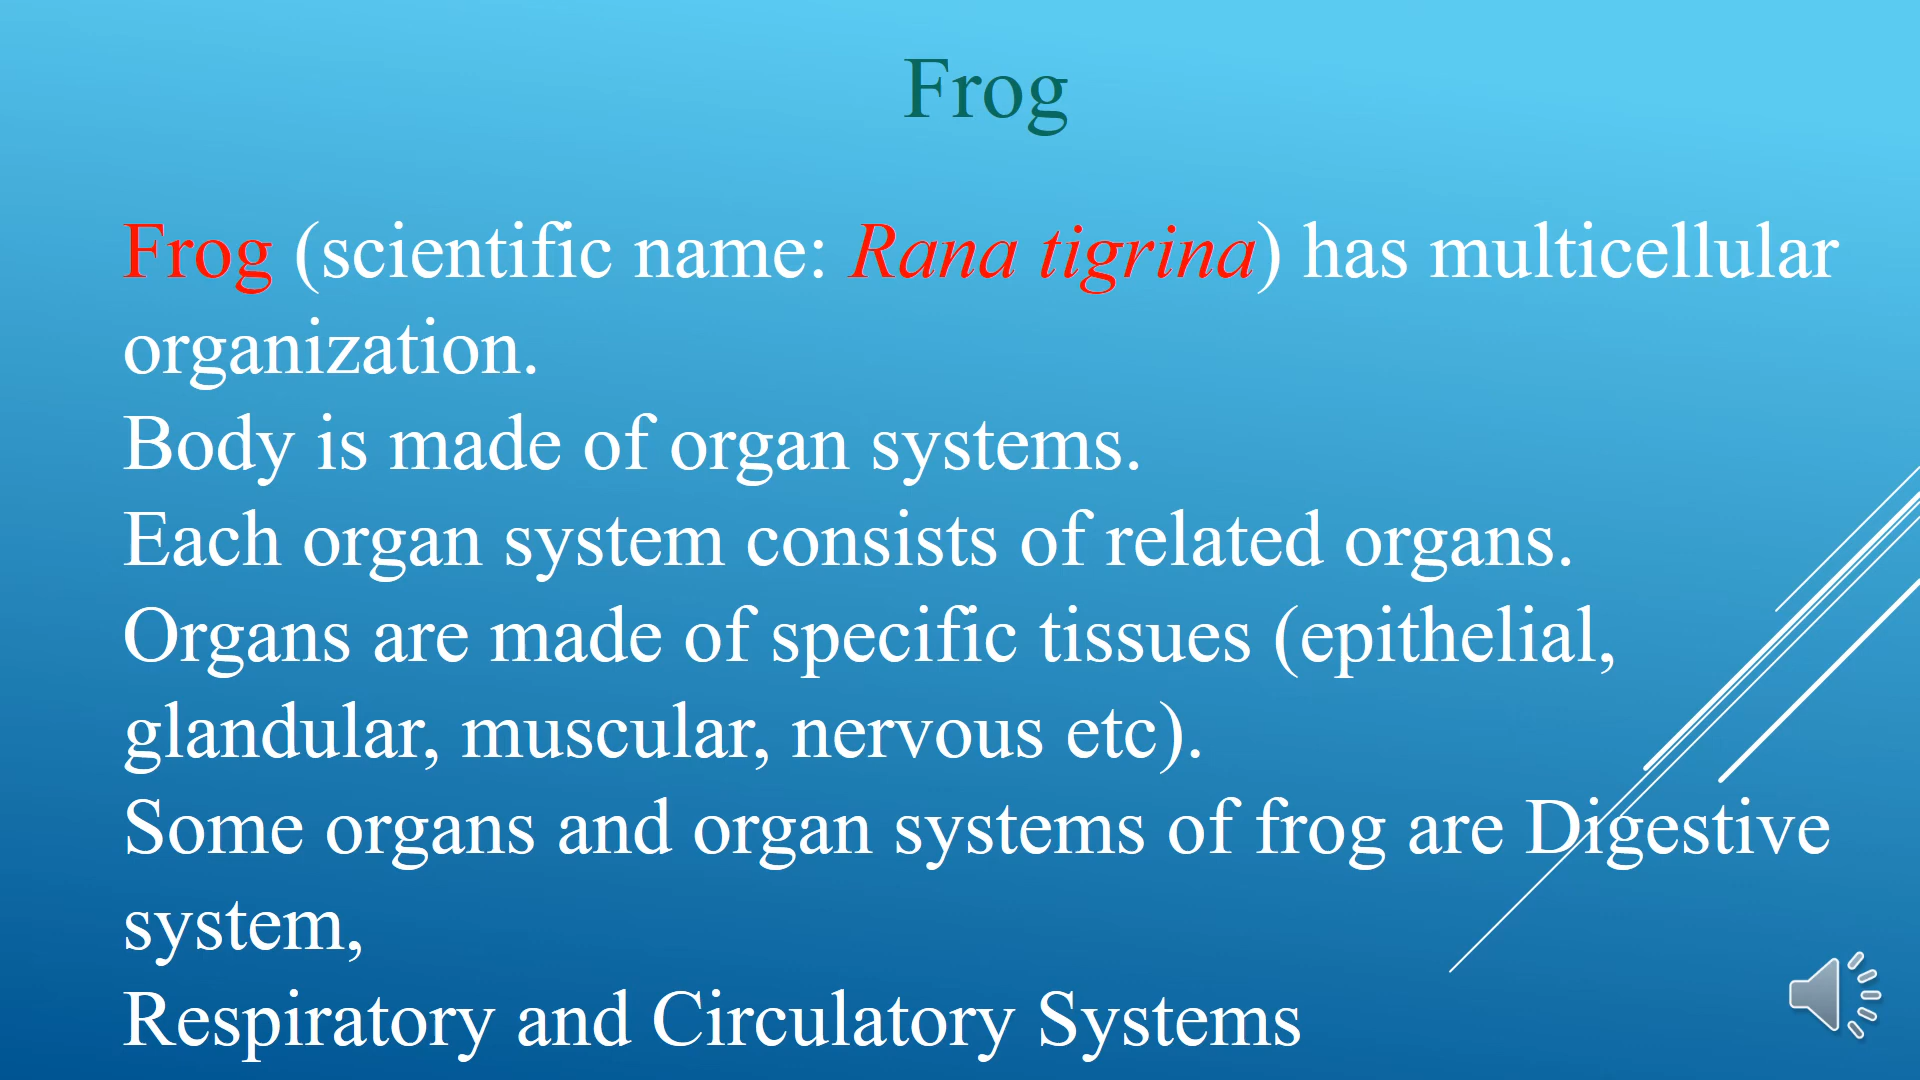 Frog
Frog (scientific name: Rana tigrina) has multicellular
organization.
Body is made of organ systems.
Each organ system consists of related organs.
Organs are made of specific tissues (epithelial,
glandular, muscular, nervous etc).
Some organs and organ systems of frog are Digestive
system,
Respiratory and Circulatory Systems